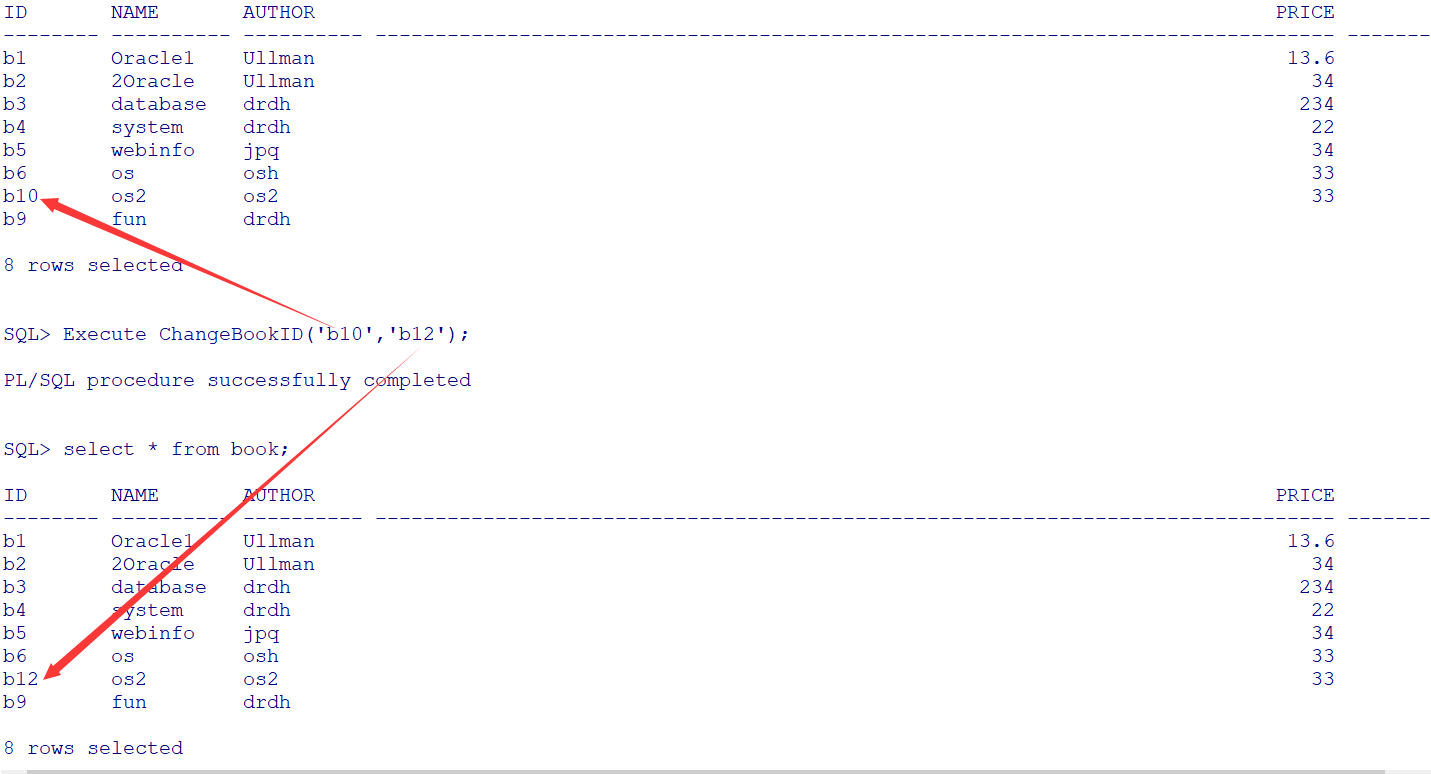 ID       NAME       AUTHOR                                                                                PRICE
-------- ---------- ---------- -------------------------------------------------------------------------------- -------
b1       Oracle1    Ullman                                                                                 13.6
b2       2Oracle    Ullman                                                                                   34
b3       database   drdh                                                                                    234
b4       system     drdh                                                                                     22
b5       webinfo    jpq                                                                                      34
b6       os         osh                                                                                      33
b10      os2        os2                                                                                      33
b9       fun        drdh
8 rows selected
SQL> Execute ChangeBookID('b10','b12');
PL/SQL procedure successfully completed
SQL> select * from book;
ID       NAME       AUTHOR                                                                                PRICE
-------- ---------- ---------- -------------------------------------------------------------------------------- -------
b1       Oracle1    Ullman                                                                                 13.6
b2       2Oracle    Ullman                                                                                   34
b3       database   drdh                                                                                    234
b4       system     drdh                                                                                     22
b5       webinfo    jpq                                                                                      34
b6       os         osh                                                                                      33
b12      os2        os2                                                                                      33
b9       fun        drdh
8 rows selected